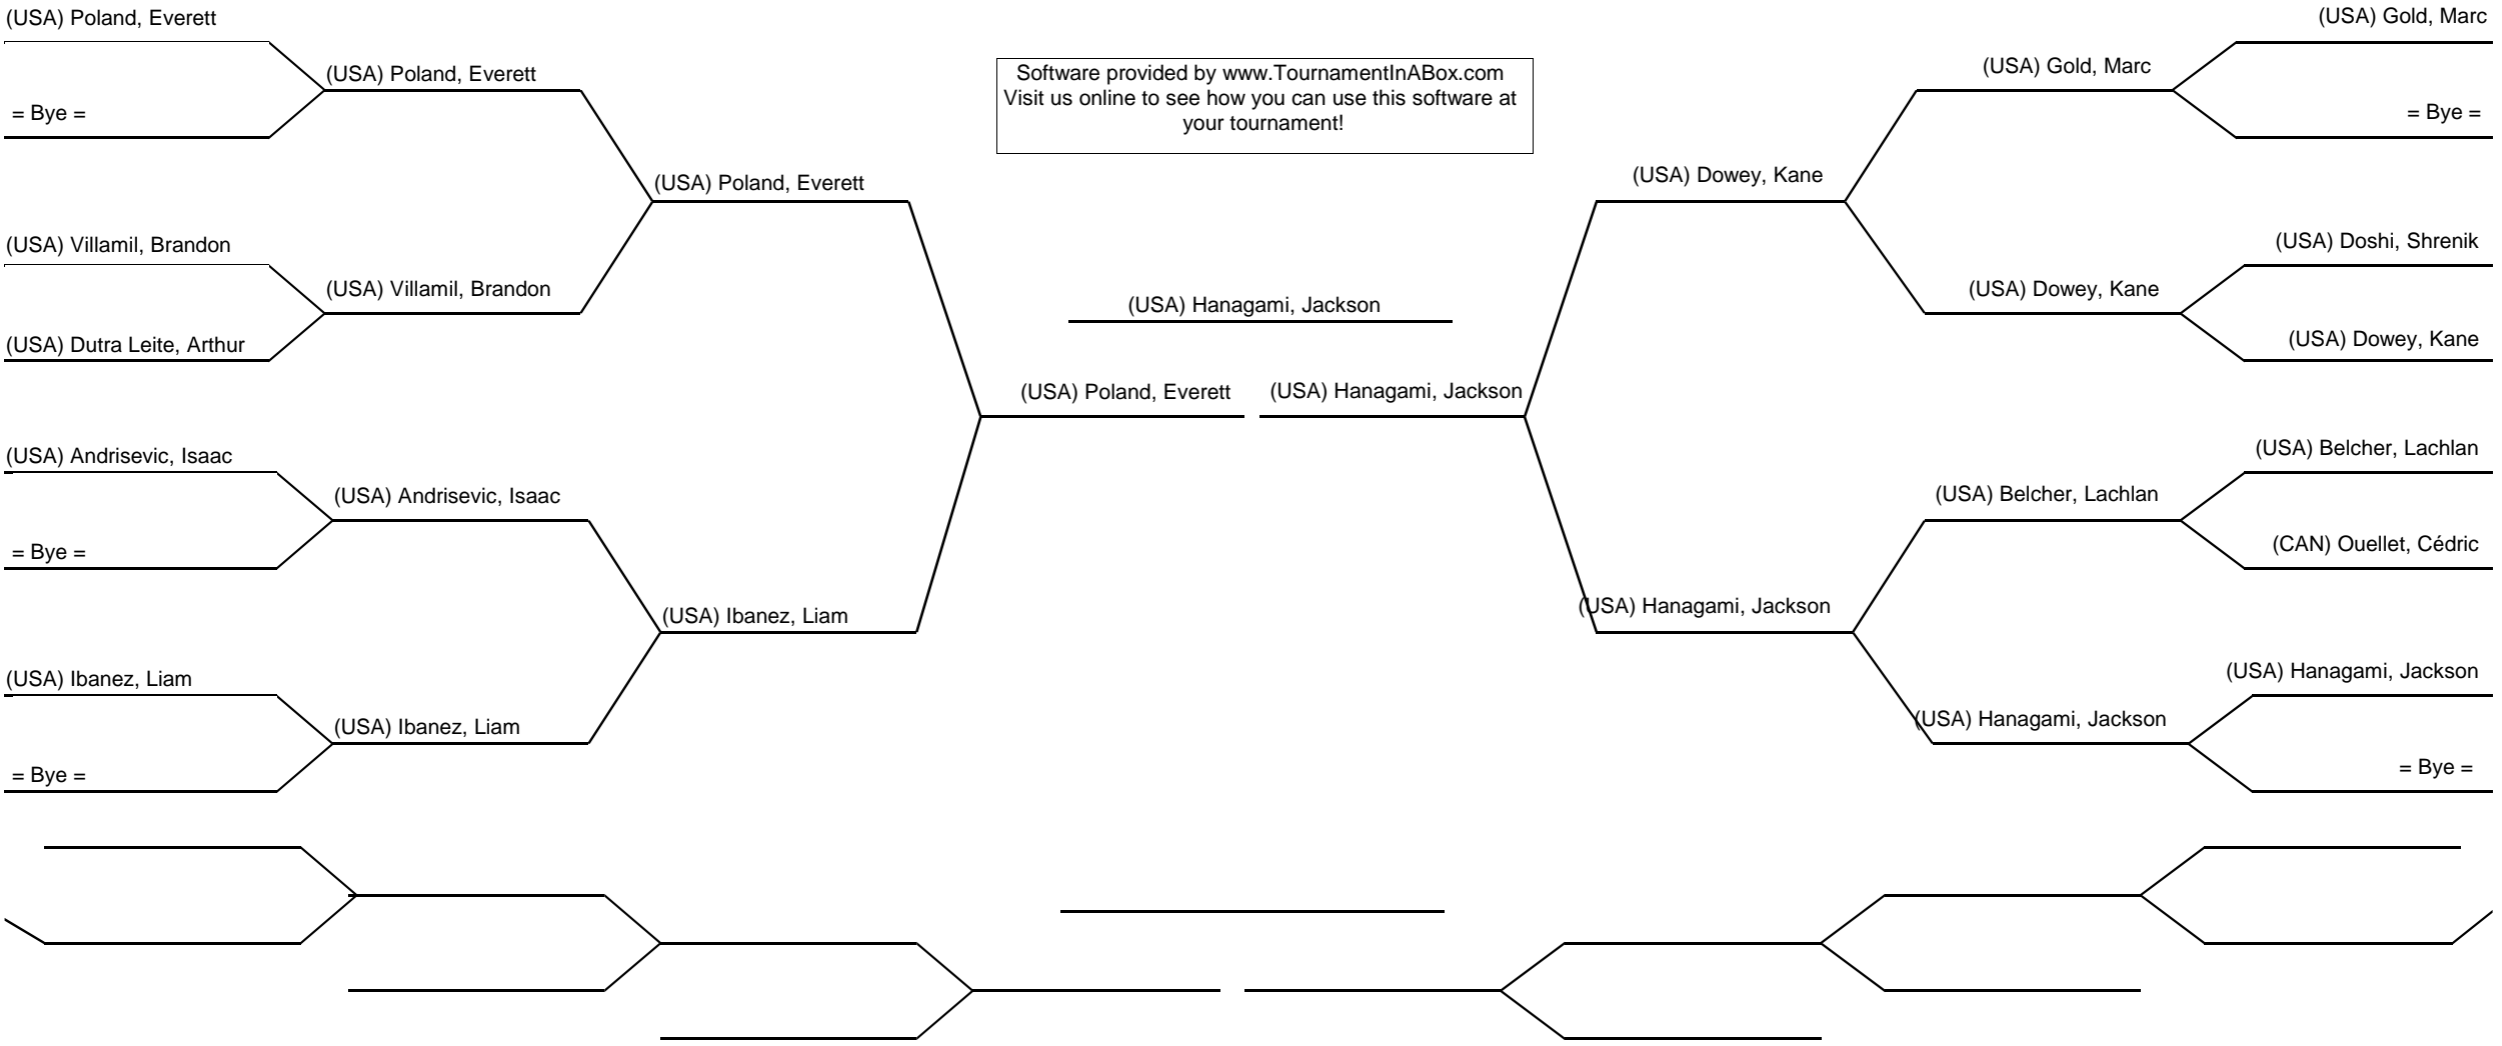 (USA) Poland, Everett
= Bye =
(USA) Villamil, Brandon
(USA) Dutra Leite, Arthur
(USA) Andrisevic, Isaac
= Bye =
(USA) Ibanez, Liam
= Bye =
(USA) Poland, Everett
(USA) Villamil, Brandon
(USA) Andrisevic, Isaac
(USA) Ibanez, Liam
(USA) Poland, Everett
(USA) Ibanez, Liam
Software provided by www.TournamentInABox.com
Visit us online to see how you can use this software at
your tournament!
(USA) Hanagami, Jackson
(USA) Poland, Everett
(USA) Hanagami, Jackson
(USA) Dowey, Kane
(USA) Hanagami, Jackson
(USA) Gold, Marc
(USA) Dowey, Kane
(USA) Belcher, Lachlan
(USA) Hanagami, Jackson
(USA) Gold, Marc
= Bye =
(USA) Doshi, Shrenik
(USA) Dowey, Kane
(USA) Belcher, Lachlan
(CAN) Ouellet, Cédric
(USA) Hanagami, Jackson
= Bye =